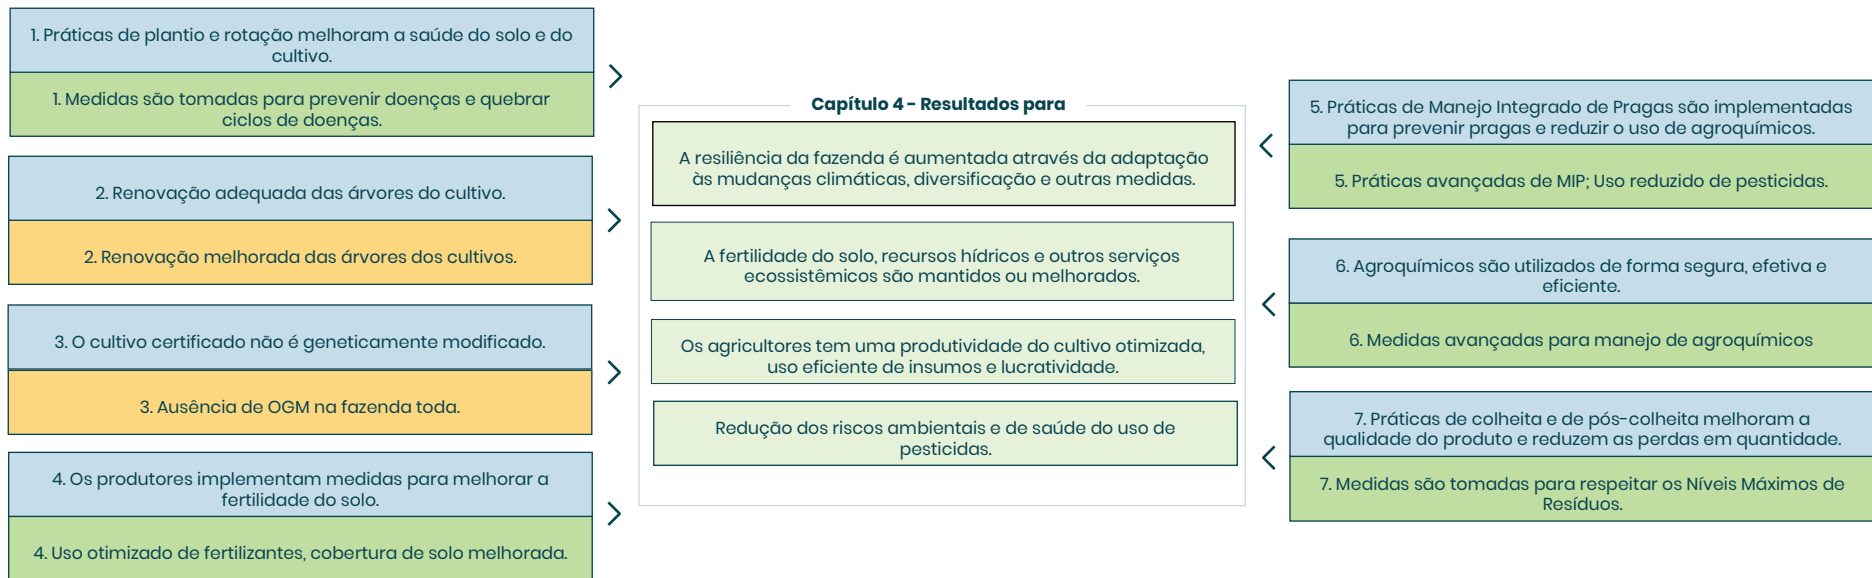 1. Práticas de plantio e rotação melhoram a saúde do solo e do
cultivo.
1. Medidas são tomadas para prevenir doenças e quebrar
ciclos de doenças.
2. Renovação adequada das árvores do cultivo.
2. Renovação melhorada das árvores dos cultivos.
3. O cultivo certificado não é geneticamente modificado.
3. Ausência de OGM na fazenda toda.
4. Os produtores implementam medidas para melhorar a
fertilidade do solo.
4. Uso otimizado de fertilizantes, cobertura de solo melhorada.
Capítulo 4 - Resultados para
A resiliência da fazenda é aumentada através da adaptação
às mudanças climáticas, diversificação e outras medidas.
A fertilidade do solo, recursos hídricos e outros serviços
ecossistêmicos são mantidos ou melhorados.
Os agricultores tem uma produtividade do cultivo otimizada,
uso eficiente de insumos e lucratividade.
Redução dos riscos ambientais e de saúde do uso de
pesticidas.
5. Práticas de Manejo Integrado de Pragas são implementadas
para prevenir pragas e reduzir o uso de agroquímicos.
5. Práticas avançadas de MIP; Uso reduzido de pesticidas.
6. Agroquímicos são utilizados de forma segura, efetiva e
eficiente.
6. Medidas avançadas para manejo de agroquímicos
7. Práticas de colheita e de pós-colheita melhoram a
qualidade do produto e reduzem as perdas em quantidade.
7. Medidas são tomadas para respeitar os Níveis Máximos de
Resíduos.